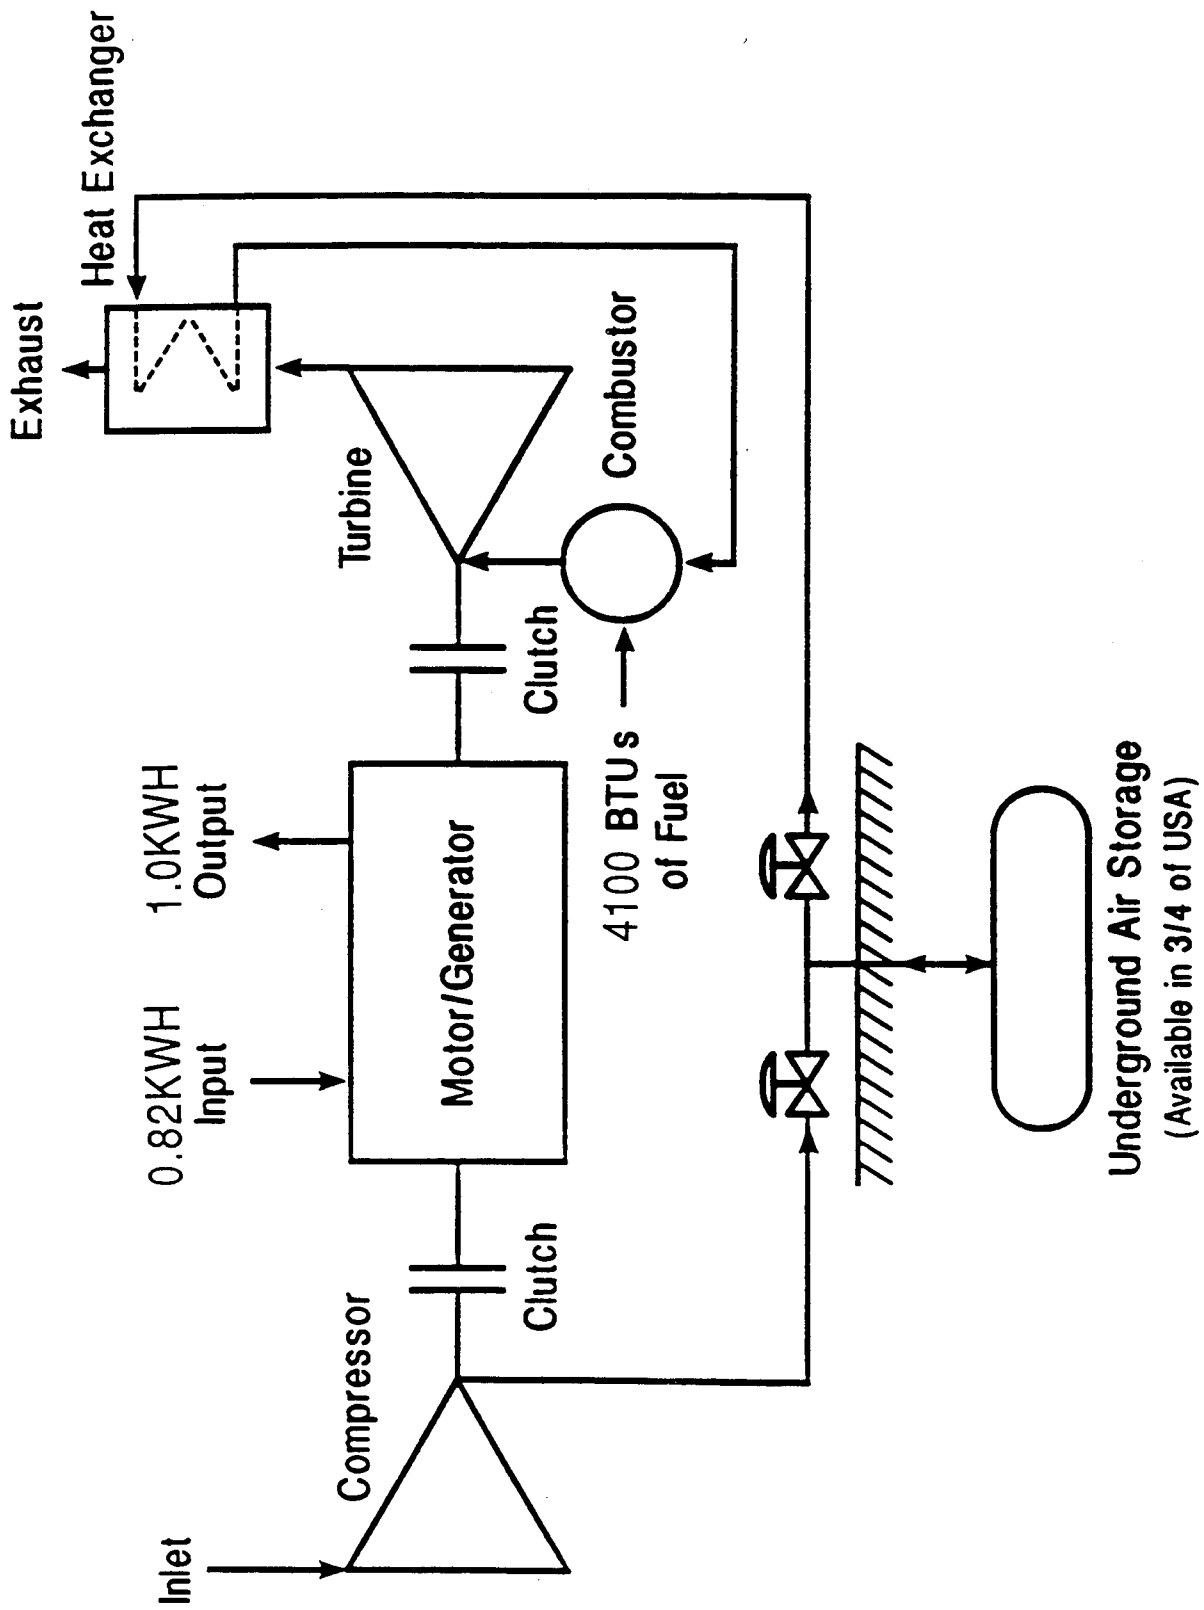 Inlet
Compressor
Clutch
0.82KWH
Input
1.0KWH
Output
Motor/Generator
Clutch
Turbine
Exhaust
Heat Exchanger
4100 BTUs
of Fuel
Combustor
Underground Air Storage
(Available in 3/4 of USA)